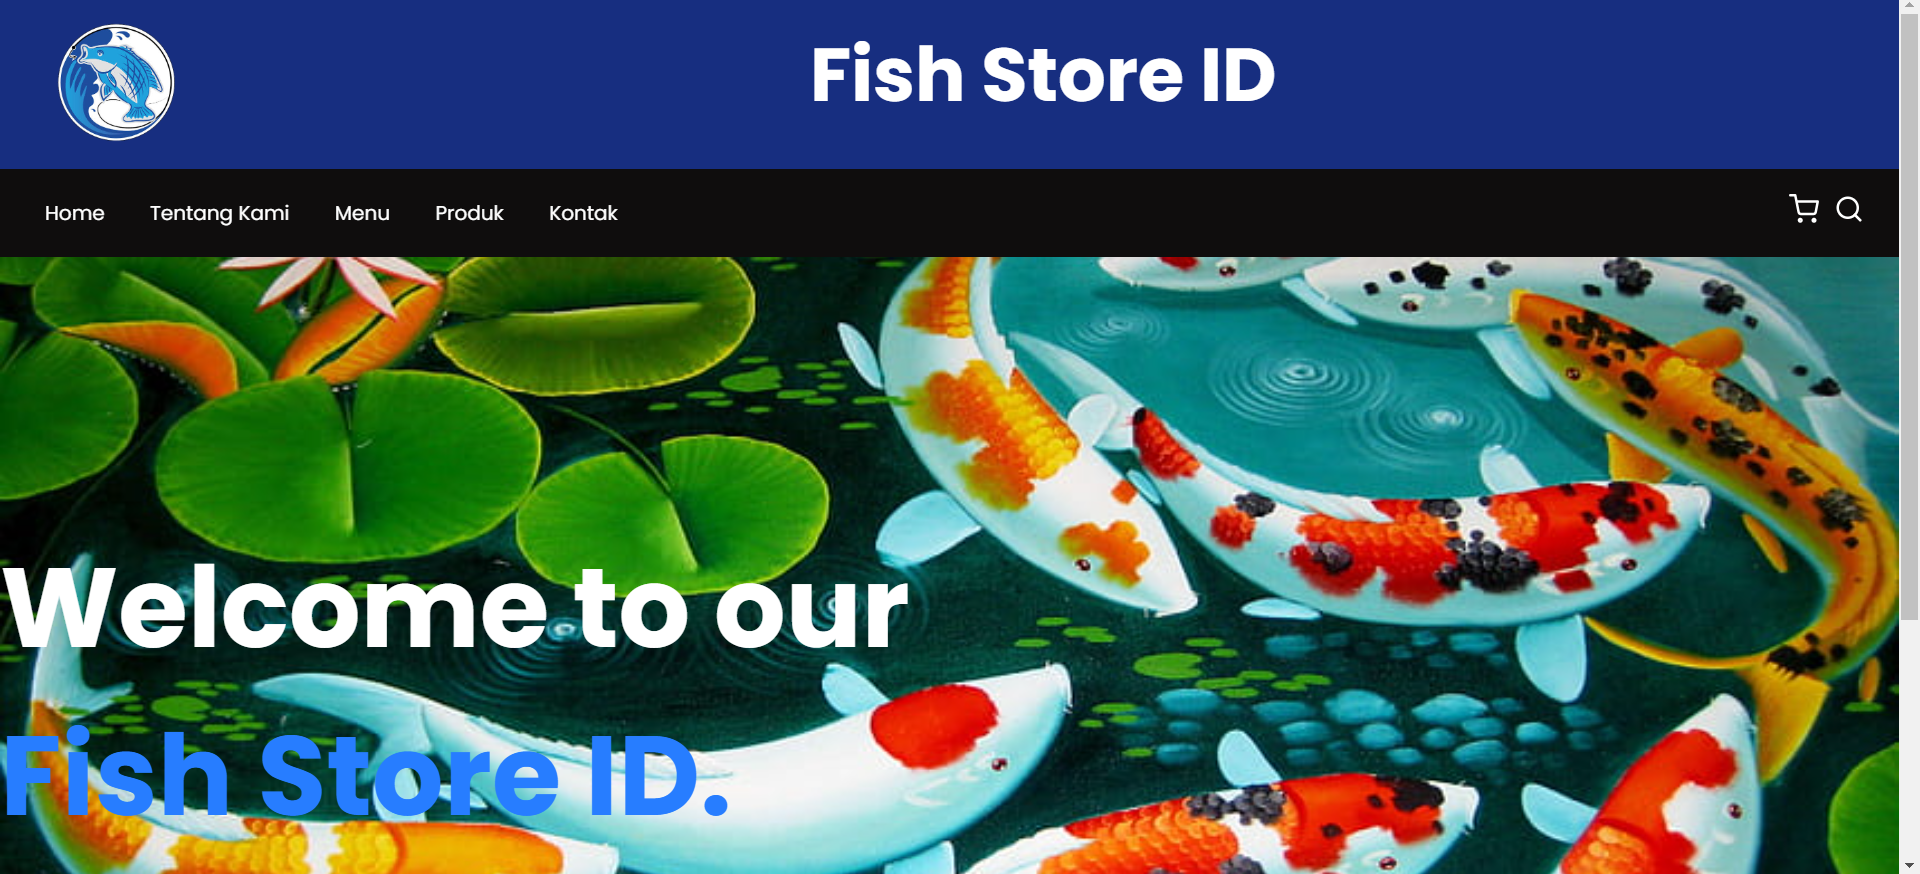 Fish Store ID
Home Tentang Kami Menu Produk Kontak
Welcome to our
Fish Store ID.